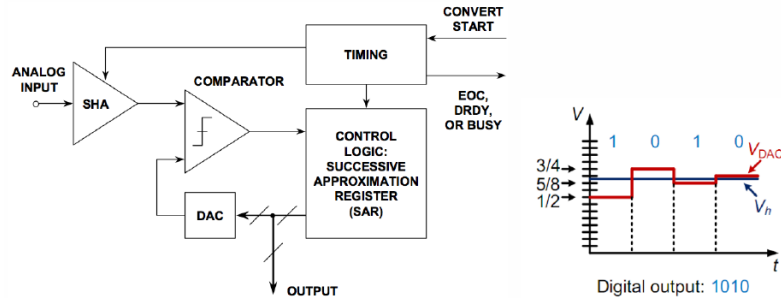 CONVERT
START
TIMING
ANALOG
INPUT
COMPARATOR
SHA
EOC,
DRDY,
OR BUSY
CONTROL
LOGIC:
SUCCESSIVE
APPROXIMATION
REGISTER
(SAR)
DAC
OUTPUT
V
1 0 1 0
3/4
5/8
1/2
VDAC
Vh
t
Digital output: 1010